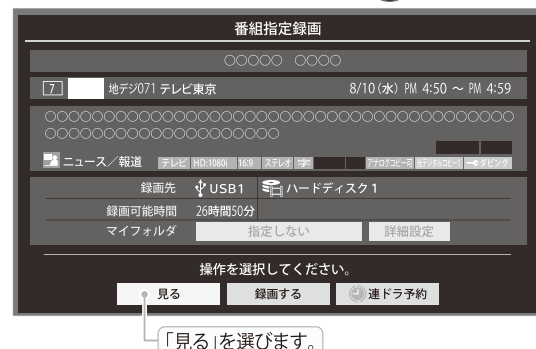 番組指定録画
○○○○○ ○○○○
7 地デジ071 テレビ東京 8/10(水) PM 4:50 ~ PM 4:59
○○○○○○○○○○○○○○○○○○○○○○○○○○○○○○○○○○○○○○○○
○○○○○○○○○○○○○○○○○○○○
ニュース/報道 テレビ HD:1080i 16:9 ステレオ 字 アナログコピー可 ダビング
録画先 USB1 ハードディスク1
録画可能時間 26時間50分
マイフォルダ 指定しない 詳細設定
操作を選択してください。
見る 録画する 連ドラ予約
「見る」を選びます。